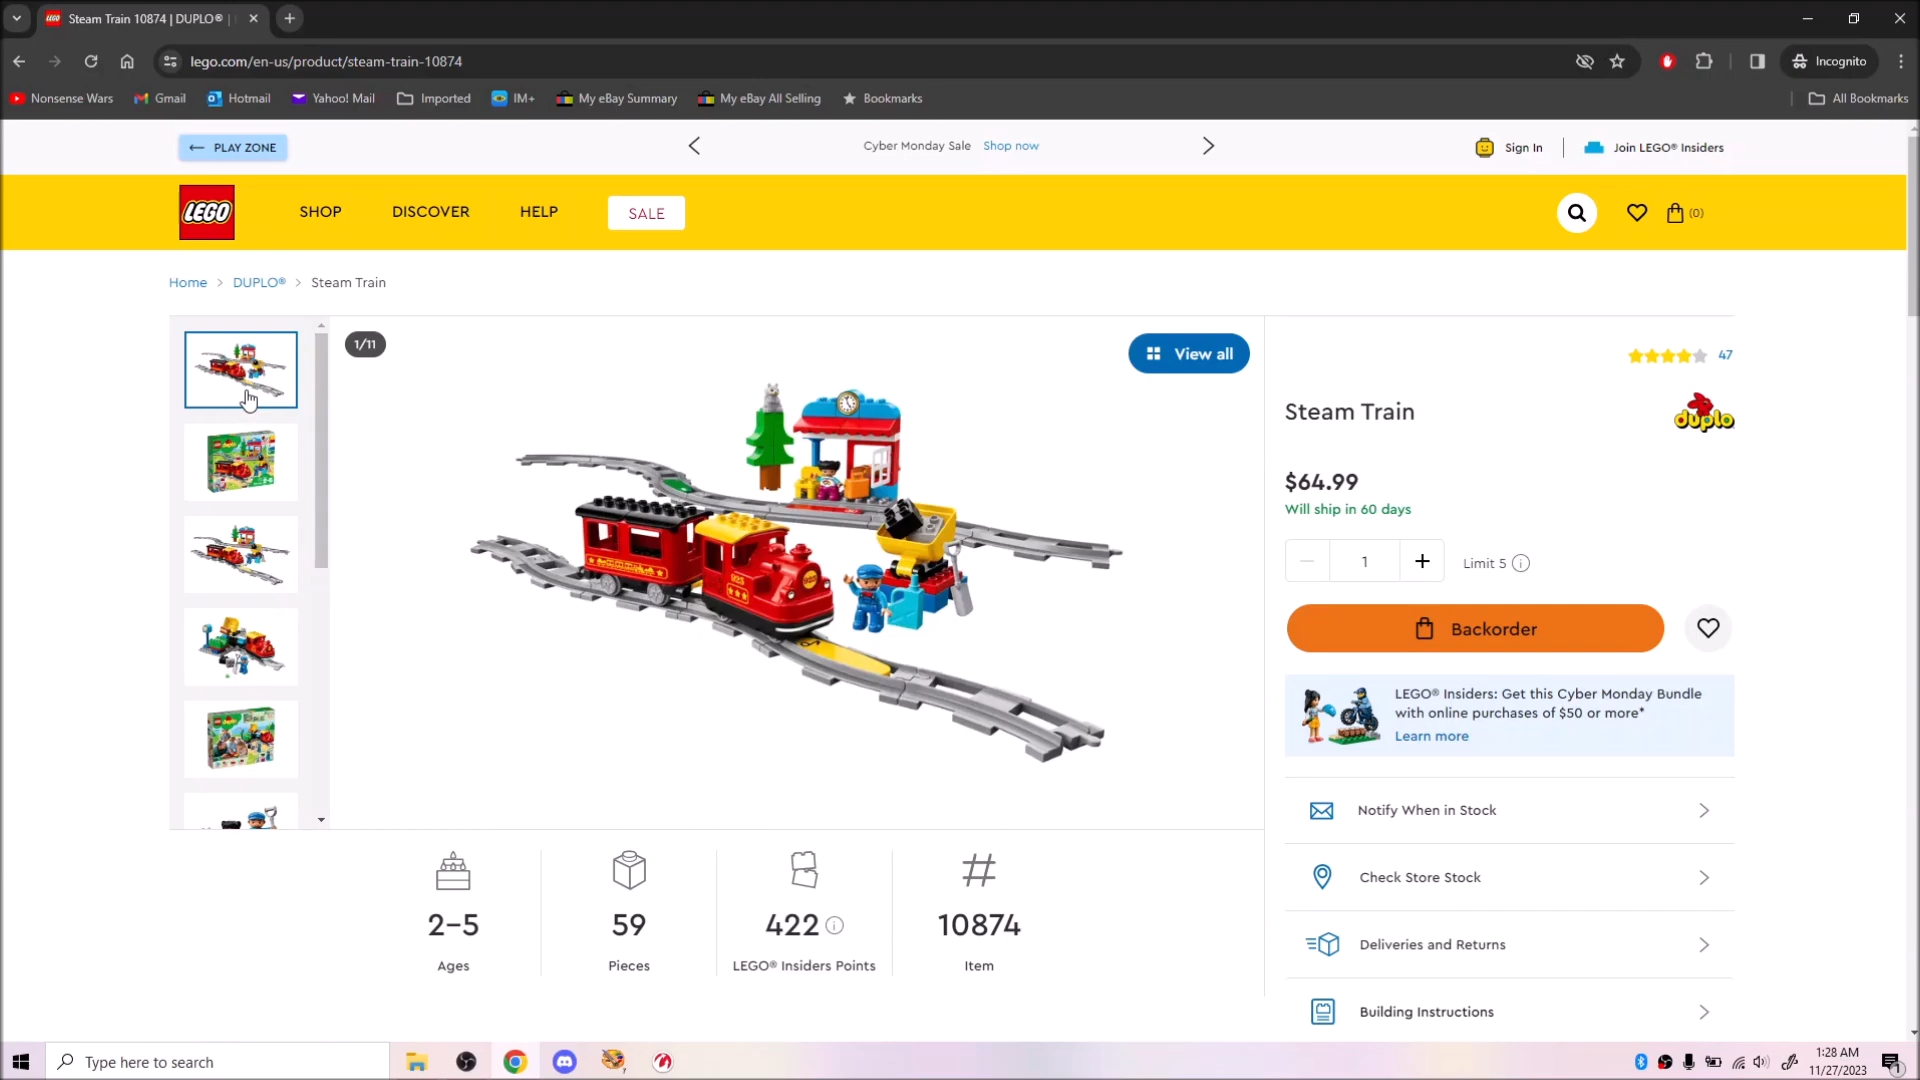 Steam Train 10874 | DUPLO® |
lego.com/en-us/product/steam-train-10874
Incognito
Nonsense Wars
Gmail
Hotmail
Yahoo! Mail
Imported
IM+
My eBay Summary
My eBay All Selling
Bookmarks
All Bookmarks
PLAY ZONE
Cyber Monday Sale Shop now
Sign In
Join LEGO® Insiders
LEGO
SHOP
DISCOVER
HELP
SALE
(0)
Home > DUPLO® > Steam Train
1/11
View all
47
Steam Train
duplo
$64.99
Will ship in 60 days
1
Limit 5
Backorder
LEGO® Insiders: Get this Cyber Monday Bundle
with online purchases of $50 or more*
Learn more
Notify When in Stock
Check Store Stock
Deliveries and Returns
Building Instructions
2-5
Ages
59
Pieces
422
LEGO® Insiders Points
10874
Item
Type here to search
1:28 AM
11/27/2023
1